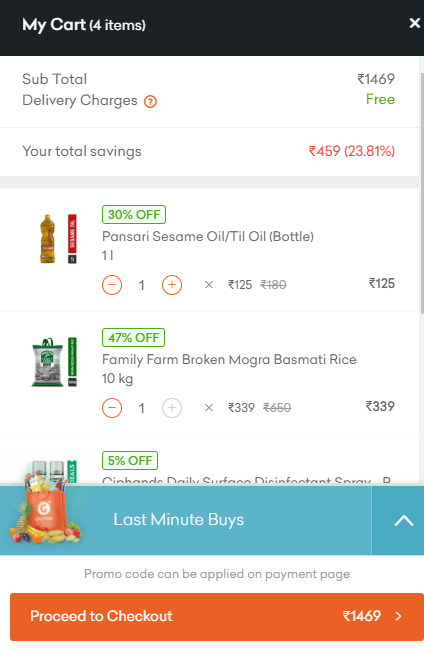 My Cart (4 items) ×
Sub Total ₹1469
Delivery Charges ? Free
Your total savings ₹459 (23.81%)
30% OFF
Pansari Sesame Oil/Til Oil (Bottle)
1 l
− 1 + × ₹125 ₹180 ₹125
47% OFF
Family Farm Broken Mogra Basmati Rice
10 kg
− 1 + × ₹339 ₹650 ₹339
5% OFF
Ciphands Daily Surface Disinfectant Spray - P
Last Minute Buys
Promo code can be applied on payment page
Proceed to Checkout ₹1469 >